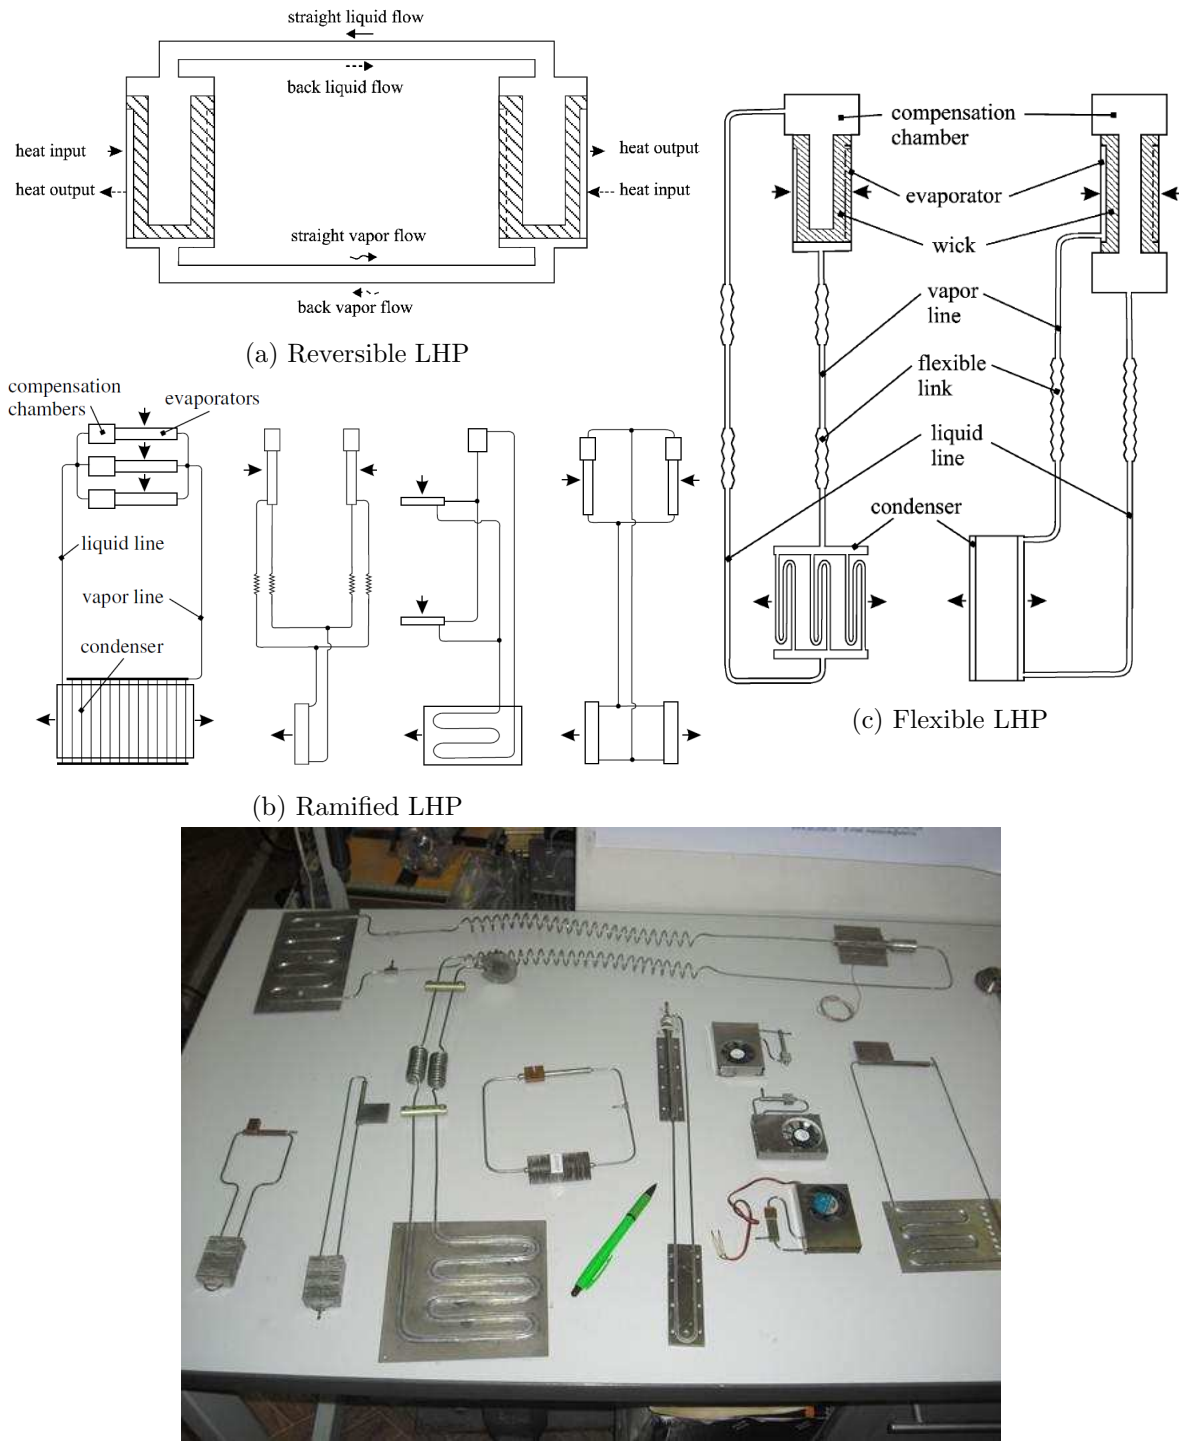 straight liquid flow
back liquid flow
heat input
heat output
heat output
heat input
straight vapor flow
back vapor flow
(a) Reversible LHP
compensation
chambers
evaporators
liquid line
vapor line
condenser
(b) Ramified LHP
compensation
chamber
evaporator
wick
vapor
line
flexible
link
liquid
line
condenser
(c) Flexible LHP